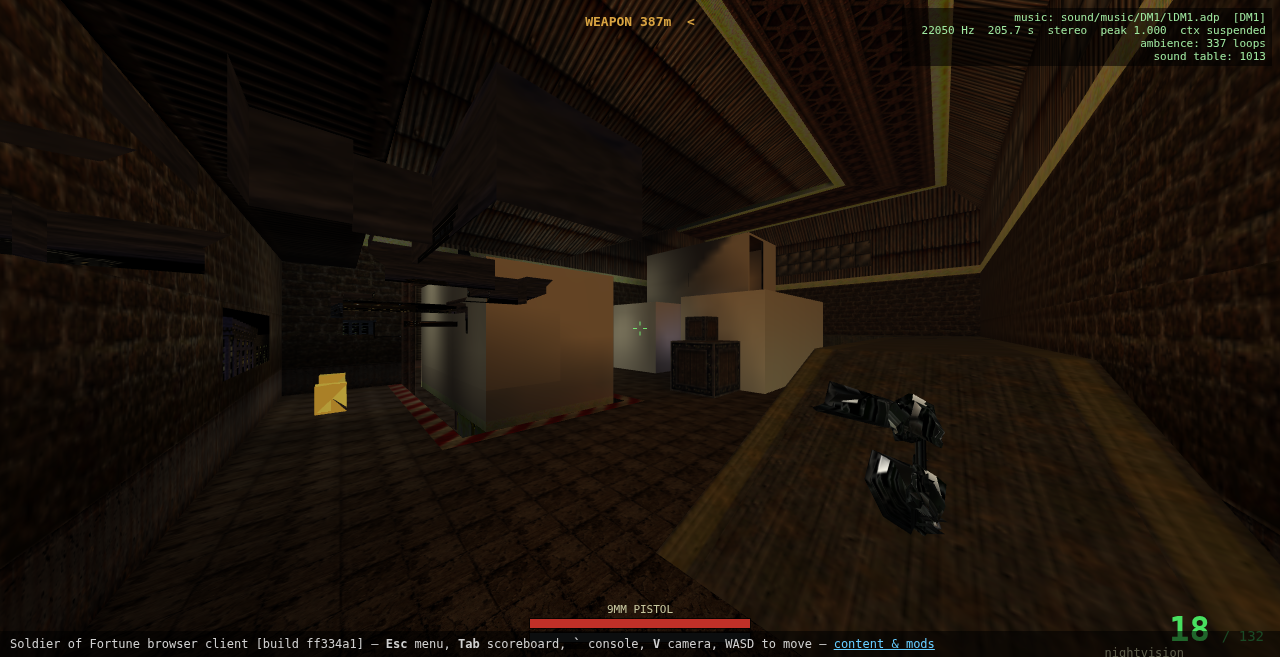 WEAPON 387m <
music: sound/music/DM1/lDM1.adp [DM1]
22050 Hz 205.7 s stereo peak 1.000 ctx suspended
ambience: 337 loops
sound table: 1013
9MM PISTOL
18 / 132
Soldier of Fortune browser client [build ff334a1] — Esc menu, Tab scoreboard, ` console, V camera, WASD to move — content & mods
nightvision